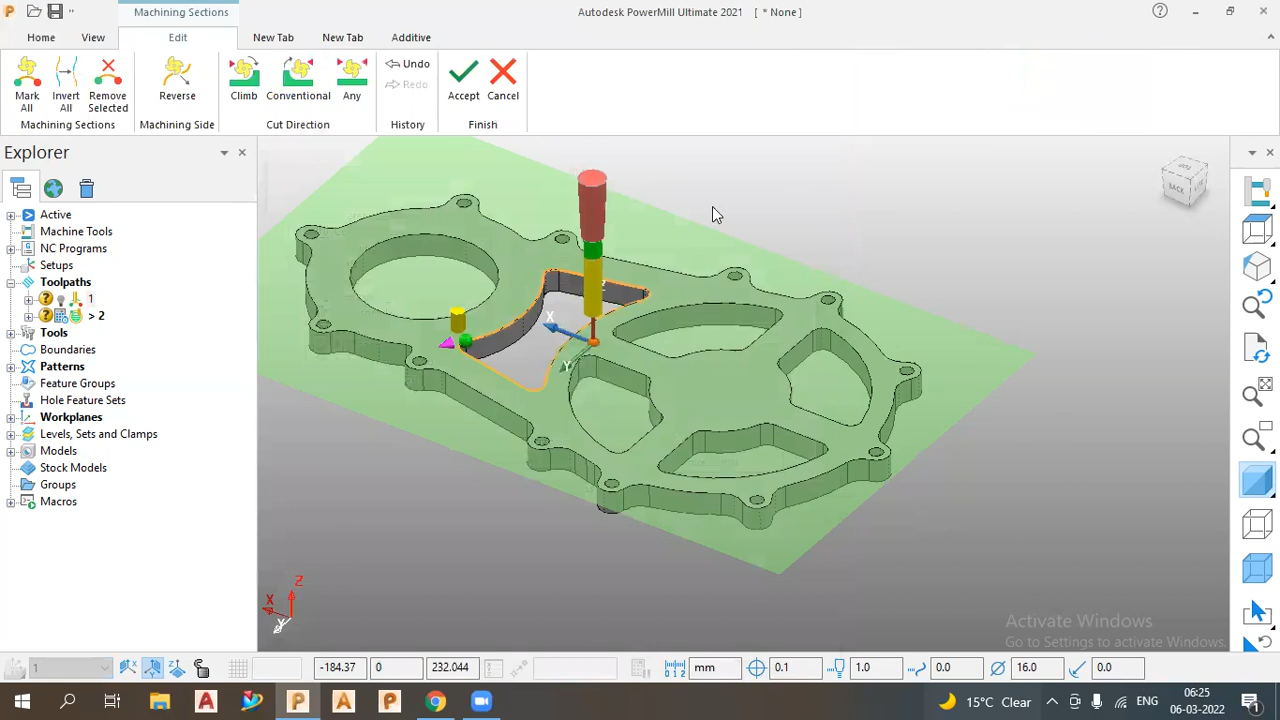 Machining Sections
Autodesk PowerMill Ultimate 2021 [ * None ]
Home
View
Edit
New Tab
New Tab
Additive
Mark All
Invert All
Remove Selected
Machining Sections
Reverse
Machining Side
Climb
Conventional
Any
Cut Direction
Undo
Redo
History
Accept
Cancel
Finish
Explorer
Active
Machine Tools
NC Programs
Setups
Toolpaths
1
> 2
Tools
Boundaries
Patterns
Feature Groups
Hole Feature Sets
Workplanes
Levels, Sets and Clamps
Models
Stock Models
Groups
Macros
TOP
BACK
X
Y
Z
Z
X
Y
Activate Windows
Go to Settings to activate Windows.
1
-184.37
0
232.044
mm
0.1
1.0
0.0
16.0
0.0
15°C Clear
ENG
06:25
06-03-2022
1